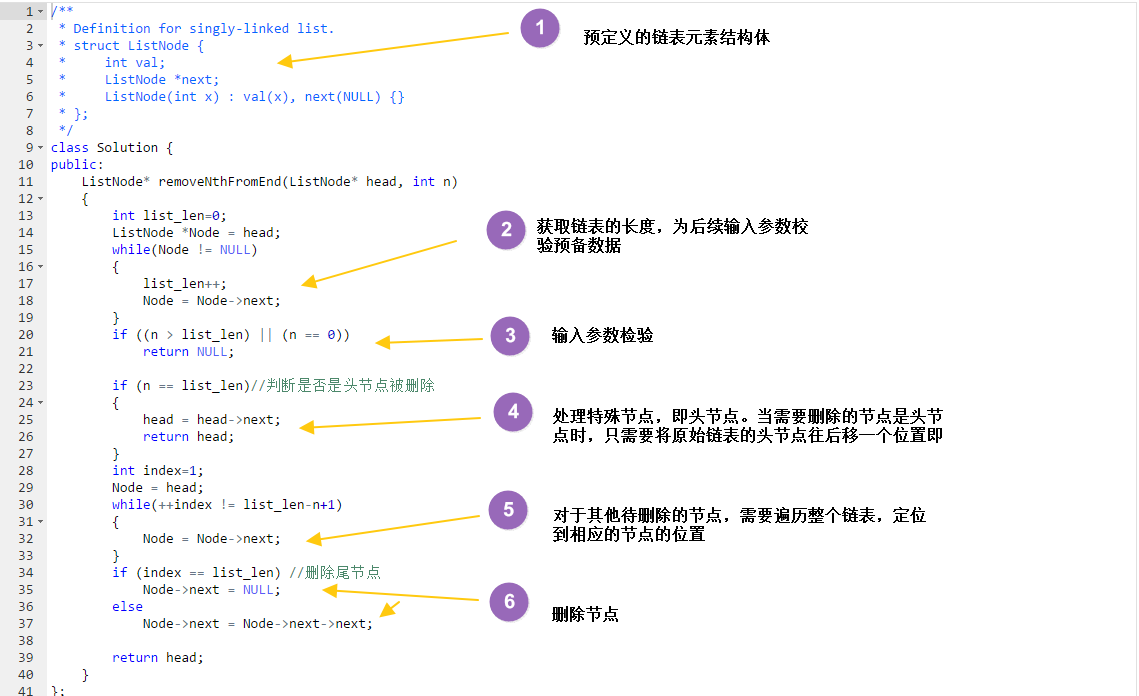 1 /**
2  * Definition for singly-linked list.
3  * struct ListNode {
4  *     int val;
5  *     ListNode *next;
6  *     ListNode(int x) : val(x), next(NULL) {}
7  * };
8  */
9 class Solution {
10 public:
11     ListNode* removeNthFromEnd(ListNode* head, int n)
12     {
13         int list_len=0;
14         ListNode *Node = head;
15         while(Node != NULL)
16         {
17             list_len++;
18             Node = Node->next;
19         }
20         if ((n > list_len) || (n == 0))
21             return NULL;
22
23         if (n == list_len)//判断是否是头节点被删除
24         {
25             head = head->next;
26             return head;
27         }
28         int index=1;
29         Node = head;
30         while(++index != list_len-n+1)
31         {
32             Node = Node->next;
33         }
34         if (index == list_len) //删除尾节点
35             Node->next = NULL;
36         else
37             Node->next = Node->next->next;
38
39         return head;
40     }
41 };
1
预定义的链表元素结构体
2
获取链表的长度，为后续输入参数校
验预备数据
3
输入参数检验
4
处理特殊节点，即头节点。当需要删除的节点是头节
点时，只需要将原始链表的头节点往后移一个位置即
5
对于其他待删除的节点，需要遍历整个链表，定位
到相应的节点的位置
6
删除节点